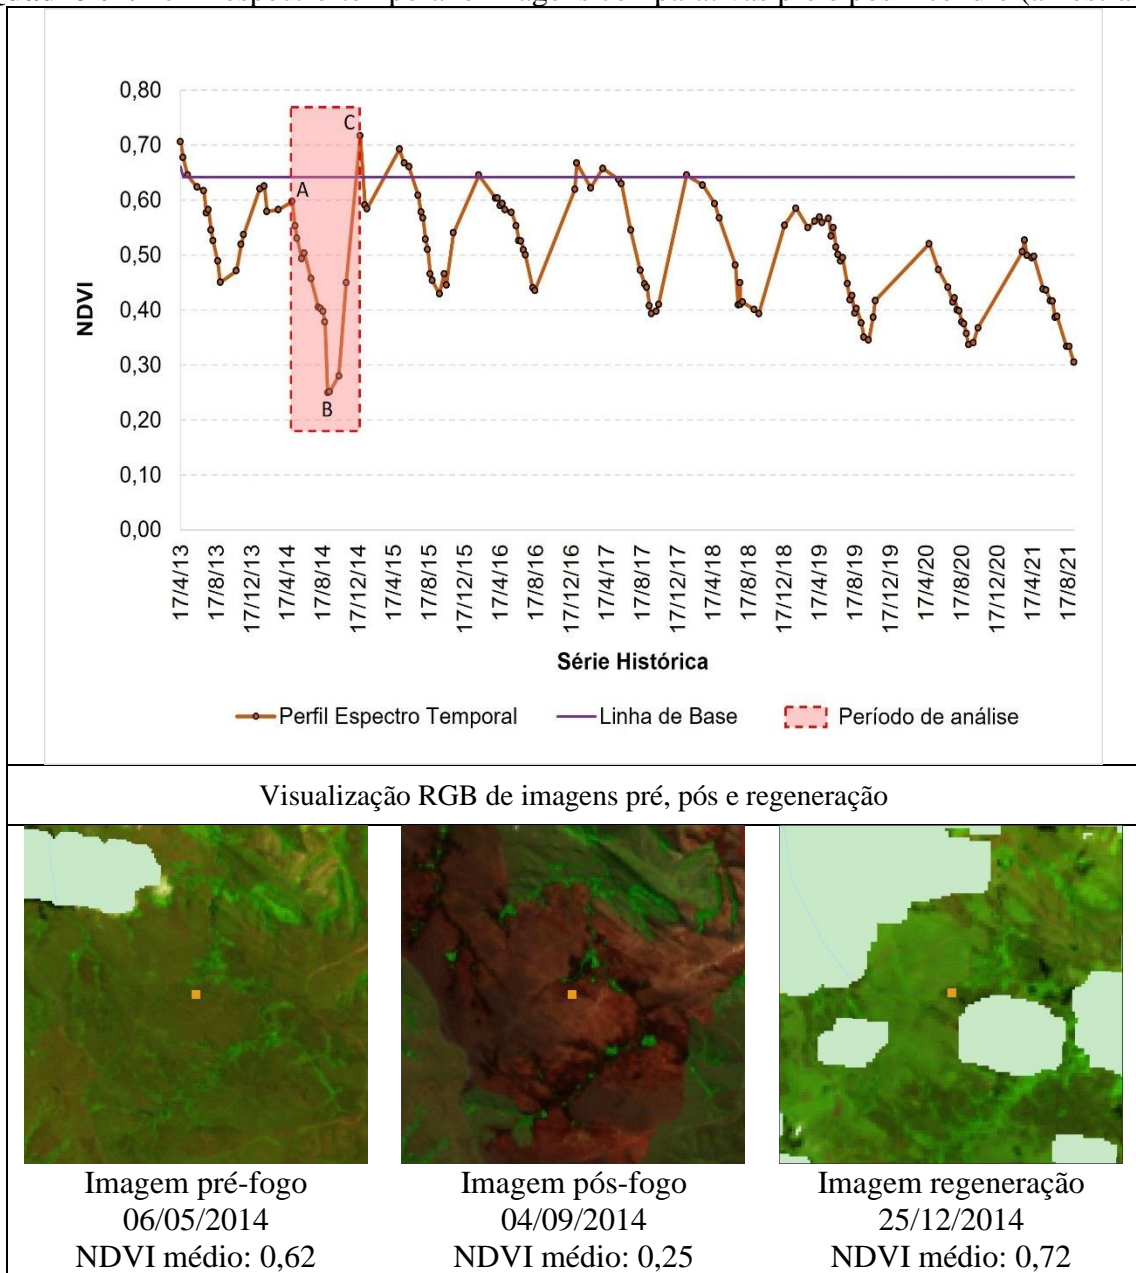 0,80
0,70
0,60
0,50
0,40
0,30
0,20
0,10
0,00
NDVI
A
B
C
17/4/13
17/8/13
17/12/13
17/4/14
17/8/14
17/12/14
17/4/15
17/8/15
17/12/15
17/4/16
17/8/16
17/12/16
17/4/17
17/8/17
17/12/17
17/4/18
17/8/18
17/12/18
17/4/19
17/8/19
17/12/19
17/4/20
17/8/20
17/12/20
17/4/21
17/8/21
Série Histórica
Perfil Espectro Temporal Linha de Base Período de análise
Visualização RGB de imagens pré, pós e regeneração
Imagem pré-fogo
06/05/2014
NDVI médio: 0,62
Imagem pós-fogo
04/09/2014
NDVI médio: 0,25
Imagem regeneração
25/12/2014
NDVI médio: 0,72